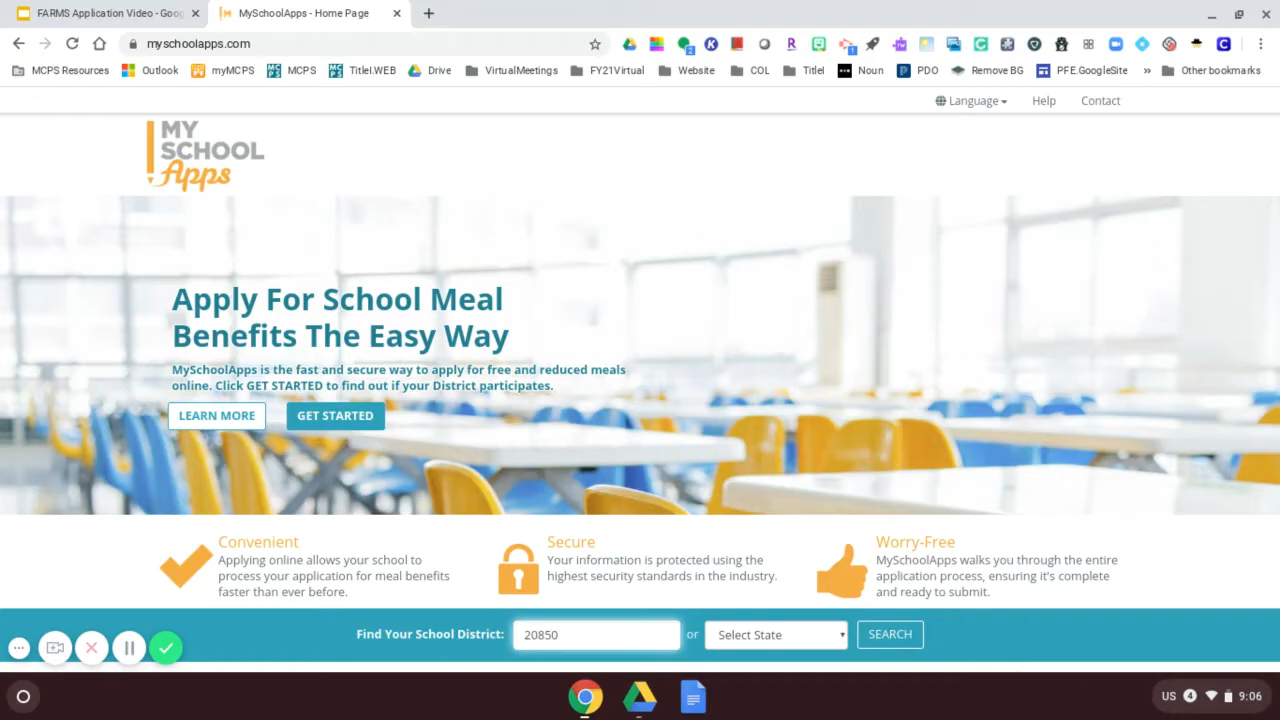 FARMS Application Video - Goog
MySchoolApps - Home Page
myschoolapps.com
MCPS Resources
Outlook
myMCPS
MCPS
TitleI.WEB
Drive
VirtualMeetings
FY21Virtual
Website
COL
TitleI
Noun
PDO
Remove BG
PFE.GoogleSite
Other bookmarks
Language
Help
Contact
MY
SCHOOL
Apps
Apply For School Meal
Benefits The Easy Way
MySchoolApps is the fast and secure way to apply for free and reduced meals
online. Click GET STARTED to find out if your District participates.
LEARN MORE
GET STARTED
Convenient
Applying online allows your school to
process your application for meal benefits
faster than ever before.
Secure
Your information is protected using the
highest security standards in the industry.
Worry-Free
MySchoolApps walks you through the entire
application process, ensuring it's complete
and ready to submit.
Find Your School District: 20850 or Select State SEARCH
US 4 9:06